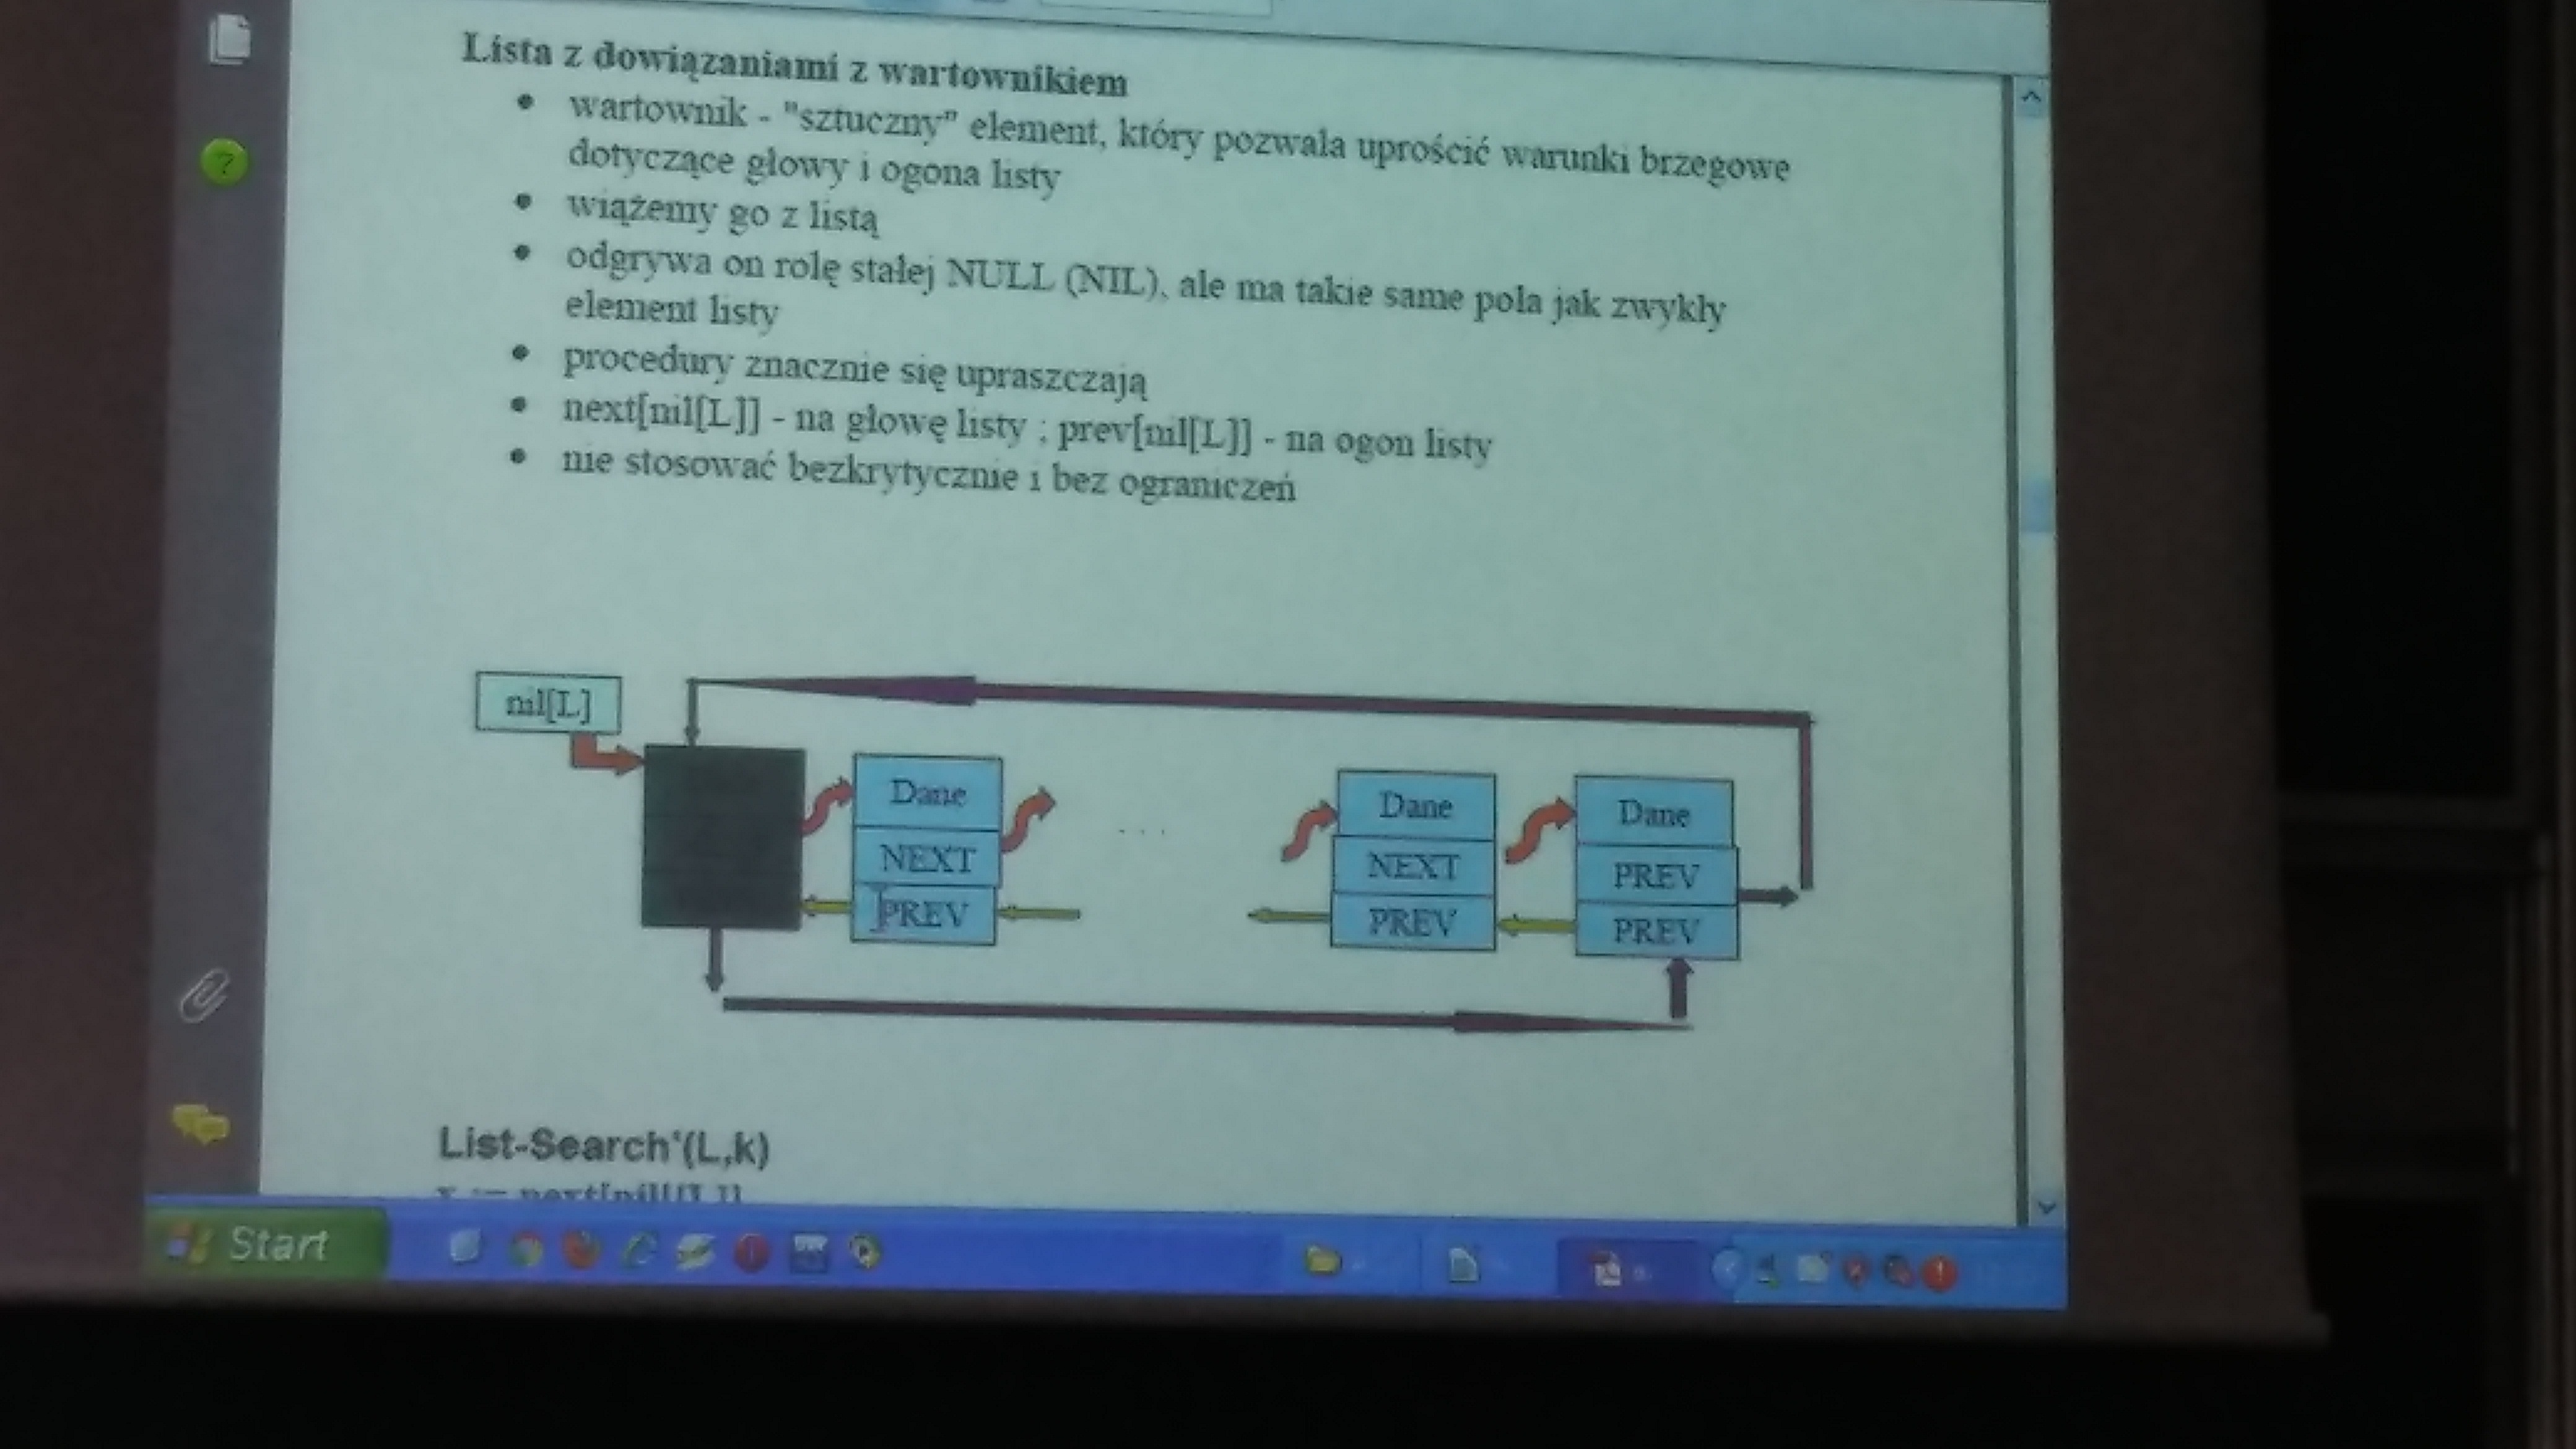 Lista z dowiązaniami z wartownikiem
• wartownik - "sztuczny" element, który pozwala uprościć warunki brzegowe
dotyczące głowy i ogona listy
• wiążemy go z listą
• odgrywa on rolę stałej NULL (NIL), ale ma takie same pola jak zwykły
element listy
• procedury znacznie się upraszczają
• next[nil[L]] - na głowę listy ; prev[nil[L]] - na ogon listy
• nie stosować bezkrytycznie i bez ograniczeń
nil[L]
Dane
NEXT
PREV
...
Dane
NEXT
PREV
Dane
PREV
PREV
List-Search'(L,k)
Start